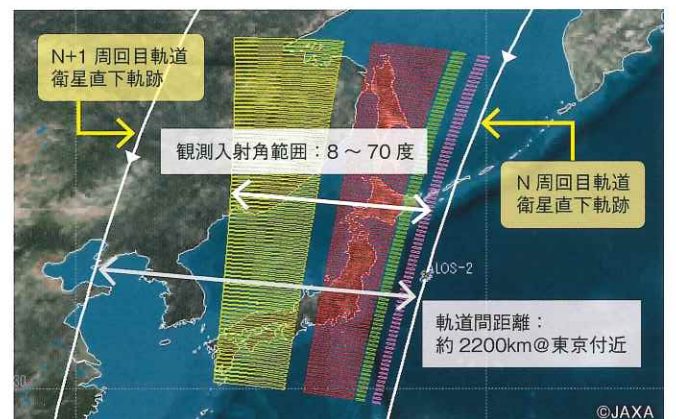 N+1 周回目軌道
衛星直下軌跡
観測入射角範囲：8 ～ 70 度
N 周回目軌道
衛星直下軌跡
ALOS-2
軌道間距離：
約 2200km@東京付近
30
©JAXA